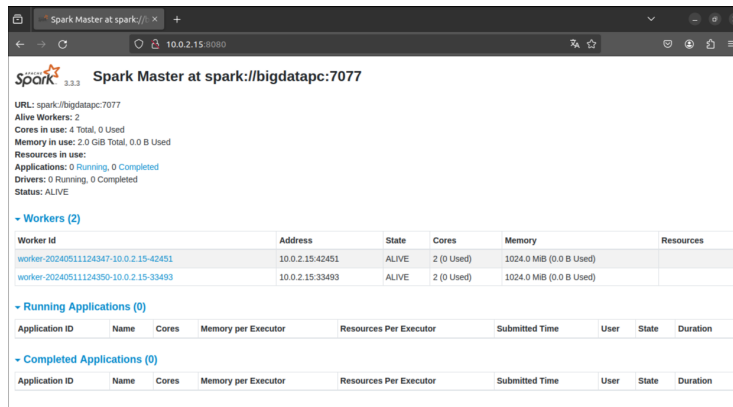 Spark Master at spark://b
10.0.2.15:8080
APACHE
Spark 3.3.3 Spark Master at spark://bigdatapc:7077
URL: spark://bigdatapc:7077
Alive Workers: 2
Cores in use: 4 Total, 0 Used
Memory in use: 2.0 GiB Total, 0.0 B Used
Resources in use:
Applications: 0 Running, 0 Completed
Drivers: 0 Running, 0 Completed
Status: ALIVE
Workers (2)
Worker Id Address State Cores Memory Resources
worker-20240511124347-10.0.2.15-42451 10.0.2.15:42451 ALIVE 2 (0 Used) 1024.0 MiB (0.0 B Used)
worker-20240511124350-10.0.2.15-33493 10.0.2.15:33493 ALIVE 2 (0 Used) 1024.0 MiB (0.0 B Used)
Running Applications (0)
Application ID Name Cores Memory per Executor Resources Per Executor Submitted Time User State Duration
Completed Applications (0)
Application ID Name Cores Memory per Executor Resources Per Executor Submitted Time User State Duration